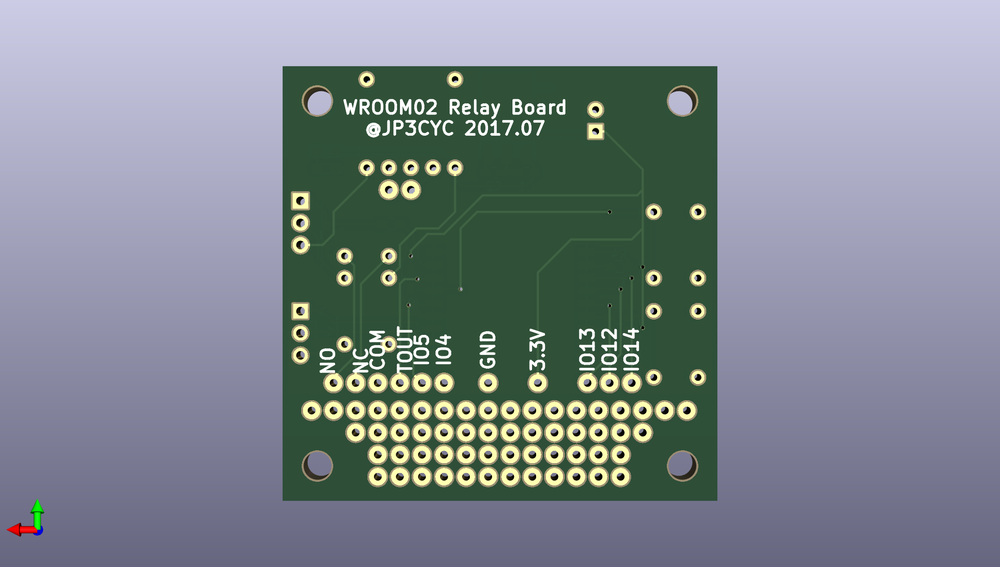 WROOM02 Relay Board
@JP3CYC 2017.07
NO
NC
COM
TOUT
IO5
IO4
GND
3.3V
IO13
IO12
IO14